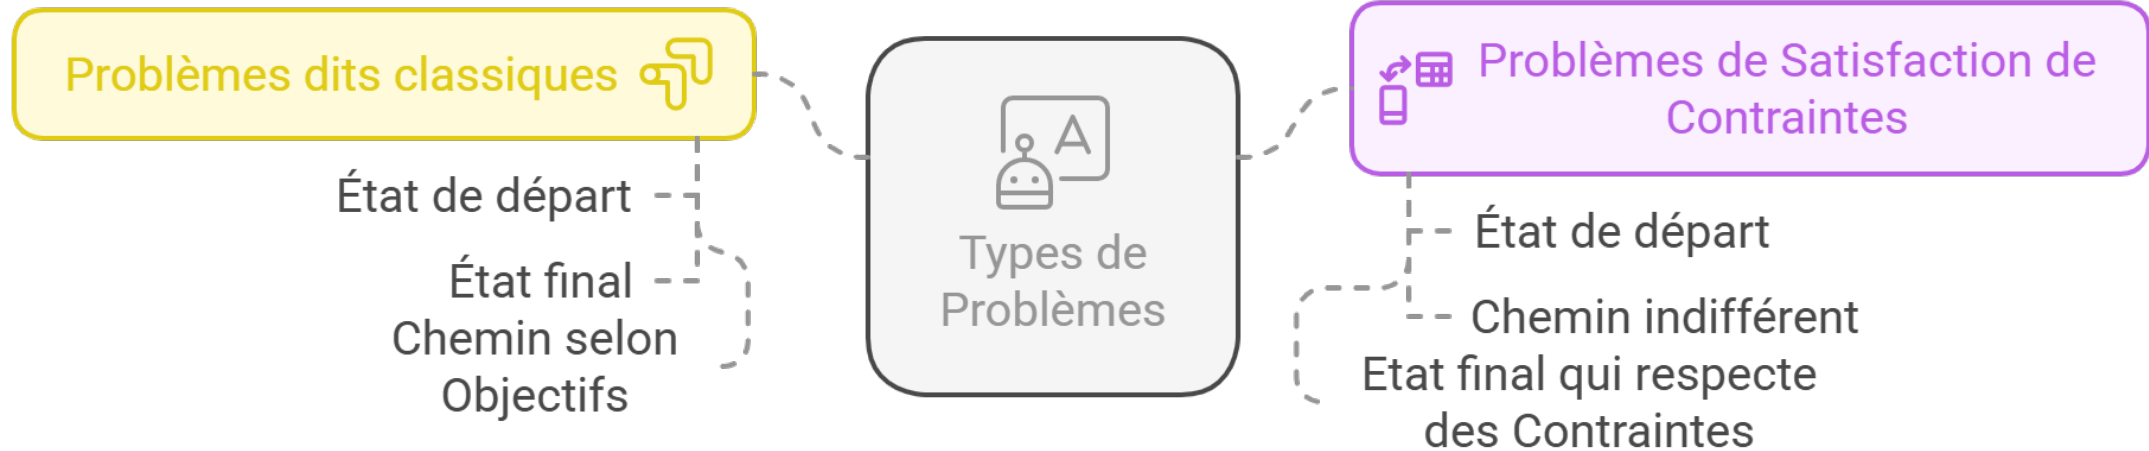 Problèmes dits classiques
État de départ
État final
Chemin selon
Objectifs
A
Types de
Problèmes
Problèmes de Satisfaction de
Contraintes
État de départ
Chemin indifférent
Etat final qui respecte
des Contraintes